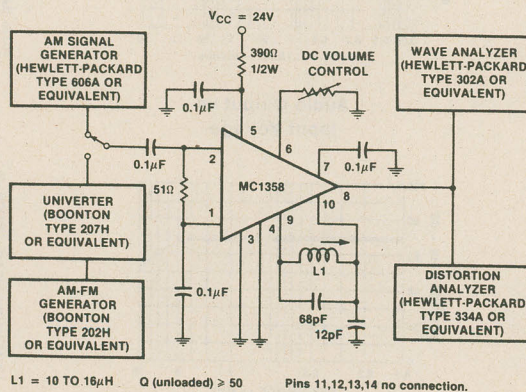 V_CC = 24V
AM SIGNAL
GENERATOR
(HEWLETT-PACKARD
TYPE 606A OR
EQUIVALENT)
390Ω
1/2W
DC VOLUME
CONTROL
WAVE ANALYZER
(HEWLETT-PACKARD
TYPE 302A OR
EQUIVALENT)
0.1μF
5
6
0.1μF
2
7
0.1μF
51Ω
MC1358
8
10
1
9
4
3
UNIVERTER
(BOONTON
TYPE 207H
OR EQUIVALENT)
L1
0.1μF
68pF
12pF
AM-FM
GENERATOR
(BOONTON
TYPE 202H
OR EQUIVALENT)
DISTORTION
ANALYZER
(HEWLETT-PACKARD
TYPE 334A OR
EQUIVALENT)
L1 = 10 TO 16μH Q (unloaded) ≥ 50 Pins 11,12,13,14 no connection.